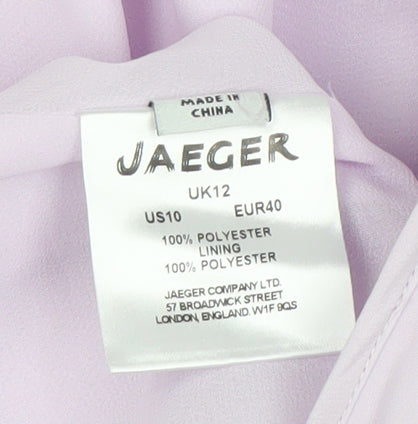 MADE IN
CHINA
JAEGER
UK12
US10 EUR40
100% POLYESTER
LINING
100% POLYESTER
JAEGER COMPANY LTD.
57 BROADWICK STREET
LONDON, ENGLAND. W1F 9QS